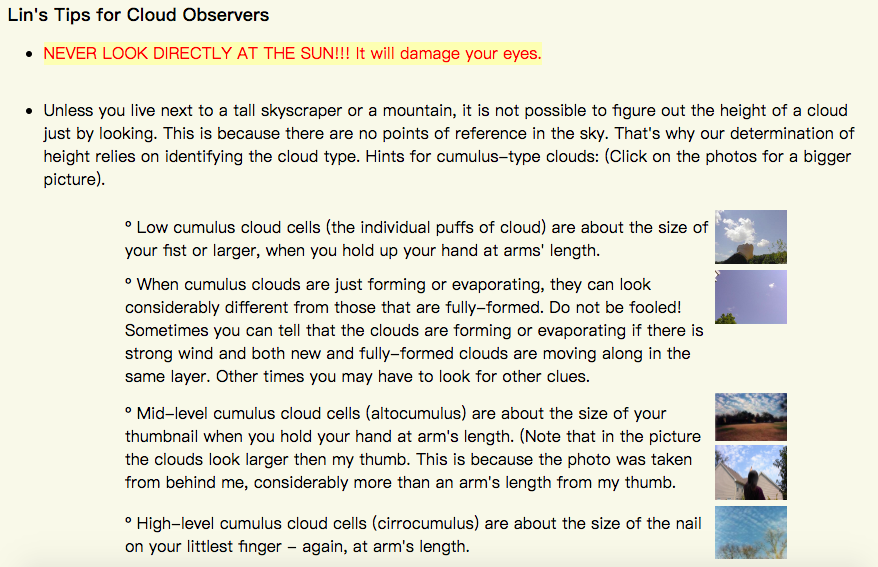 Lin's Tips for Cloud Observers
• NEVER LOOK DIRECTLY AT THE SUN!!! It will damage your eyes.
• Unless you live next to a tall skyscraper or a mountain, it is not possible to figure out the height of a cloud
just by looking. This is because there are no points of reference in the sky. That's why our determination of
height relies on identifying the cloud type. Hints for cumulus-type clouds: (Click on the photos for a bigger
picture).
º Low cumulus cloud cells (the individual puffs of cloud) are about the size of
your fist or larger, when you hold up your hand at arms' length.
º When cumulus clouds are just forming or evaporating, they can look
considerably different from those that are fully-formed. Do not be fooled!
Sometimes you can tell that the clouds are forming or evaporating if there is
strong wind and both new and fully-formed clouds are moving along in the
same layer. Other times you may have to look for other clues.
º Mid-level cumulus cloud cells (altocumulus) are about the size of your
thumbnail when you hold your hand at arm's length. (Note that in the picture
the clouds look larger then my thumb. This is because the photo was taken
from behind me, considerably more than an arm's length from my thumb.
º High-level cumulus cloud cells (cirrocumulus) are about the size of the nail
on your littlest finger - again, at arm's length.